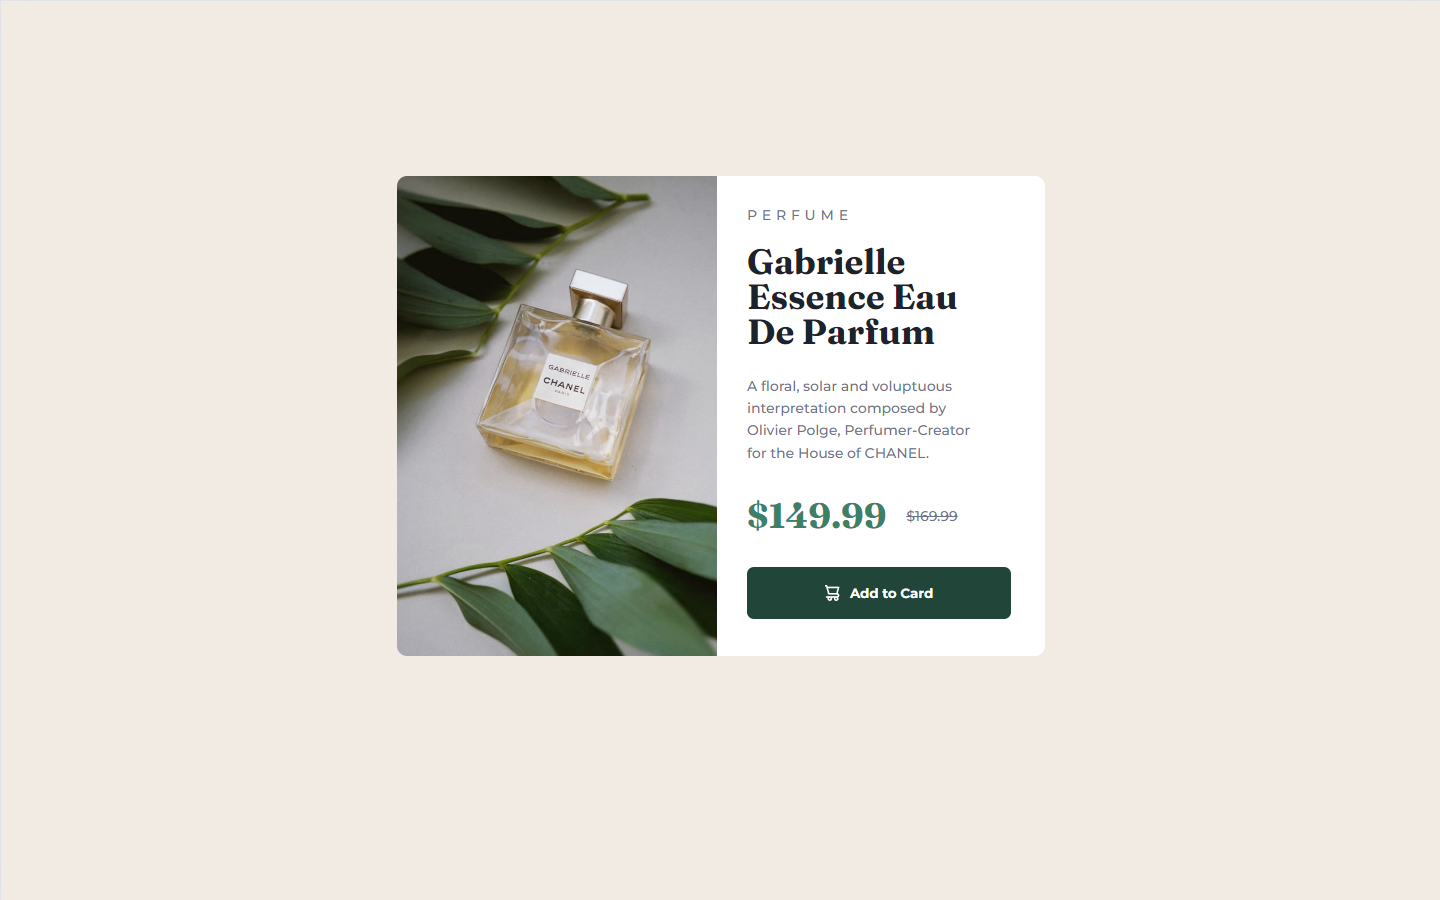 GABRIELLE
CHANEL
PARIS
PERFUME
Gabrielle
Essence Eau
De Parfum
A floral, solar and voluptuous
interpretation composed by
Olivier Polge, Perfumer-Creator
for the House of CHANEL.
$149.99 $169.99
Add to Card